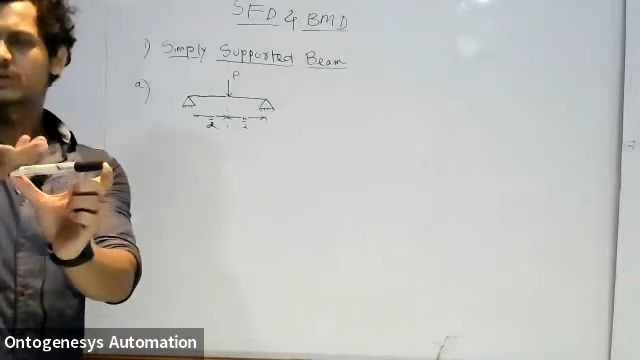 SFD & BMD
1) Simply Supported Beam
a)
P
Ontogenesys Automation